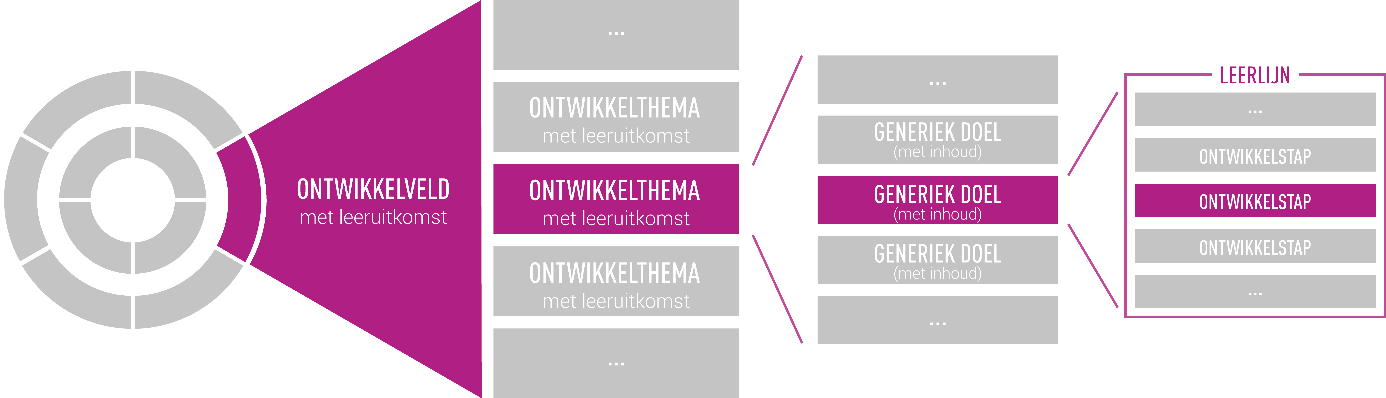 ONTWIKKELVELD
met leeruitkomst
...
ONTWIKKELTHEMA
met leeruitkomst
ONTWIKKELTHEMA
met leeruitkomst
ONTWIKKELTHEMA
met leeruitkomst
...
...
GENERIEK DOEL
(met inhoud)
GENERIEK DOEL
(met inhoud)
GENERIEK DOEL
(met inhoud)
...
LEERLIJN
...
ONTWIKKELSTAP
ONTWIKKELSTAP
ONTWIKKELSTAP
...